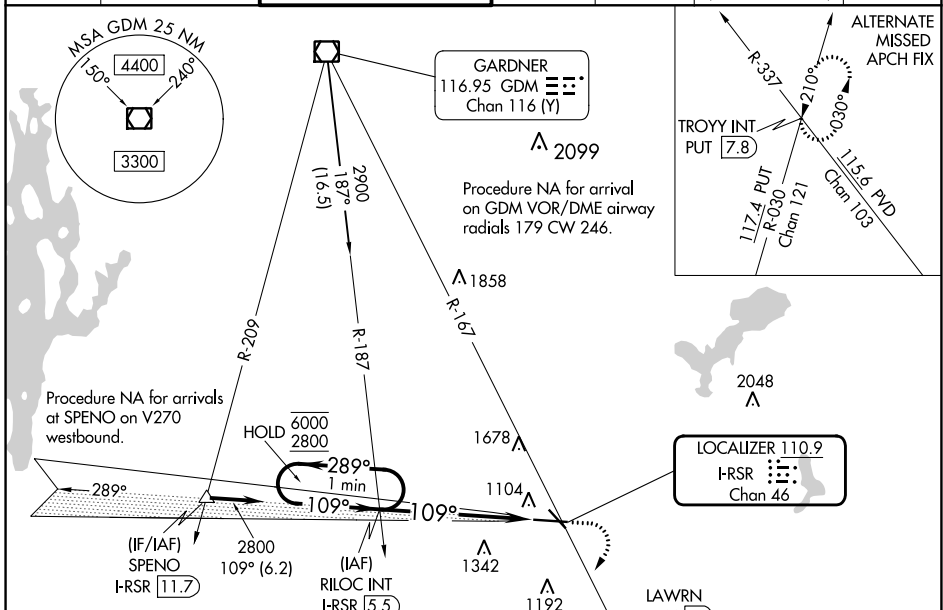 MSA GDM 25 NM
150°
4400
240°
3300
GARDNER
116.95 GDM
Chan 116 (Y)
2099
2900
187°
(16.5)
Procedure NA for arrival
on GDM VOR/DME airway
radials 179 CW 246.
ALTERNATE
MISSED
APCH FIX
R-337
210°
030°
TROYY INT
PUT 7.8
117.4 PUT
R-030
Chan 121
115.6 PVD
Chan 103
1858
R-209
R-187
R-167
2048
Procedure NA for arrivals
at SPENO on V270
westbound.
HOLD
6000
2800
289°
1 min
109°
109°
289°
1678
1104
LOCALIZER 110.9
I-RSR
Chan 46
(IF/IAF)
SPENO
I-RSR 11.7
2800
109° (6.2)
(IAF)
RILOC INT
I-RSR 5.5
1342
1192
LAWRN